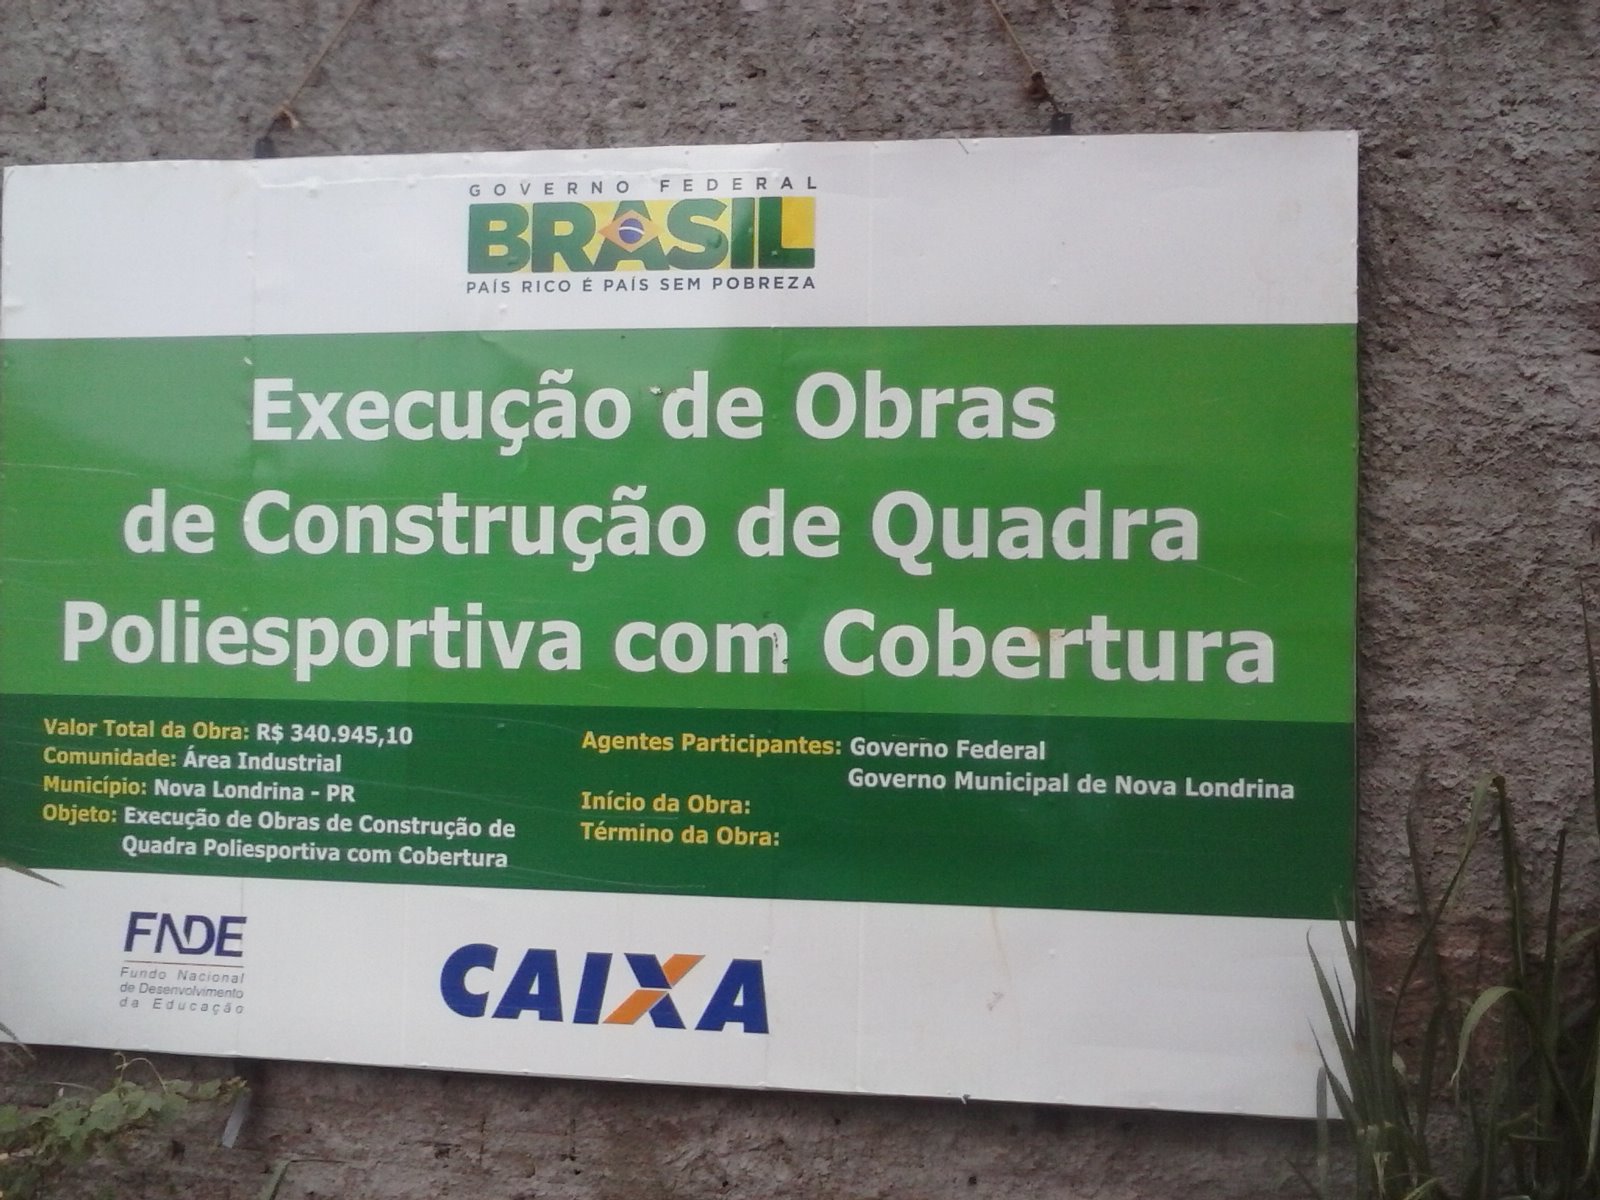 GOVERNO FEDERAL
BRASIL
PAÍS RICO É PAÍS SEM POBREZA
Execução de Obras
de Construção de Quadra
Poliesportiva com Cobertura
Valor Total da Obra: R$ 340.945,10
Comunidade: Área Industrial
Município: Nova Londrina - PR
Objeto: Execução de Obras de Construção de
Quadra Poliesportiva com Cobertura
Agentes Participantes: Governo Federal
Governo Municipal de Nova Londrina
Início da Obra:
Término da Obra:
FNDE
Fundo Nacional
de Desenvolvimento
da Educação
CAIXA